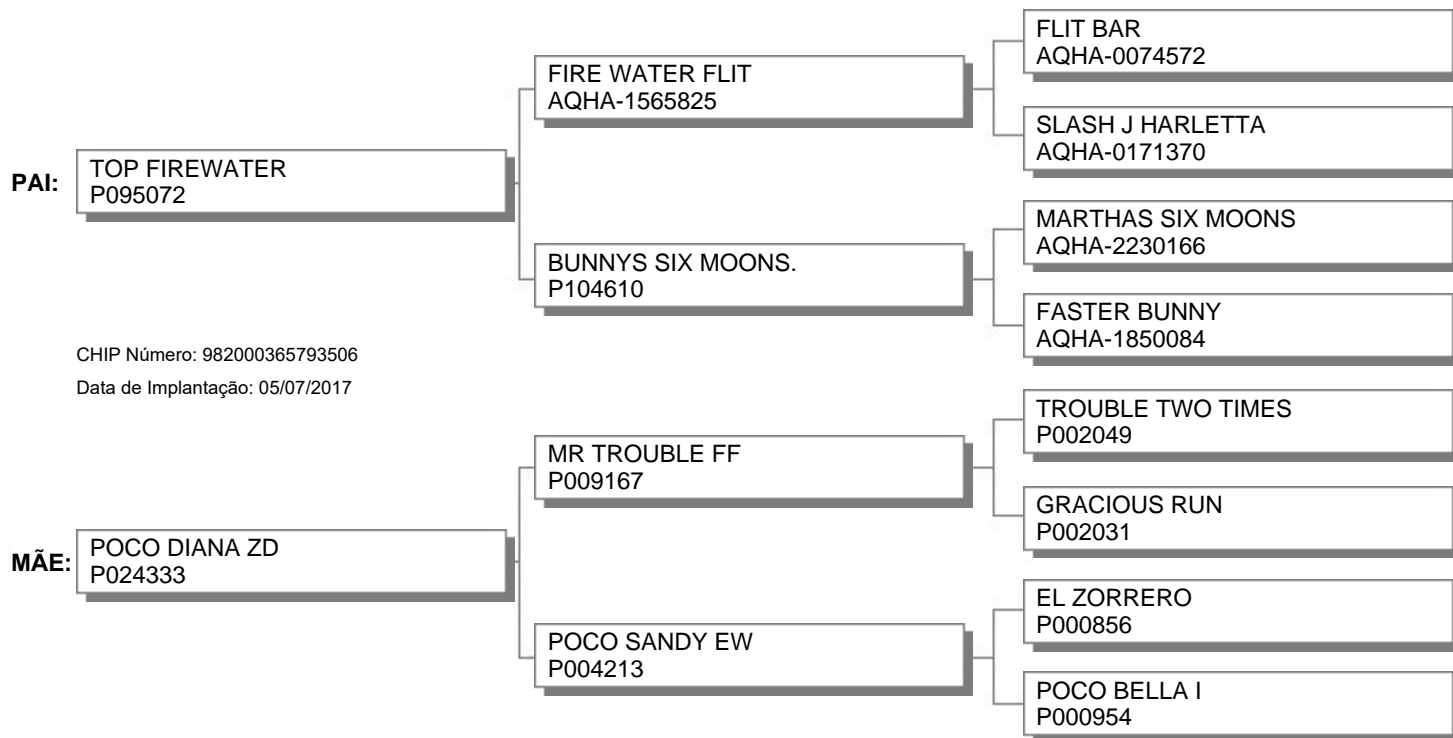 FLIT BAR
AQHA-0074572
FIRE WATER FLIT
AQHA-1565825
SLASH J HARLETTA
AQHA-0171370
PAI:
TOP FIREWATER
P095072
MARTHAS SIX MOONS
AQHA-2230166
BUNNYS SIX MOONS.
P104610
FASTER BUNNY
AQHA-1850084
CHIP Número: 982000365793506
Data de Implantação: 05/07/2017
TROUBLE TWO TIMES
P002049
MR TROUBLE FF
P009167
GRACIOUS RUN
P002031
MÃE:
POCO DIANA ZD
P024333
EL ZORRERO
P000856
POCO SANDY EW
P004213
POCO BELLA I
P000954